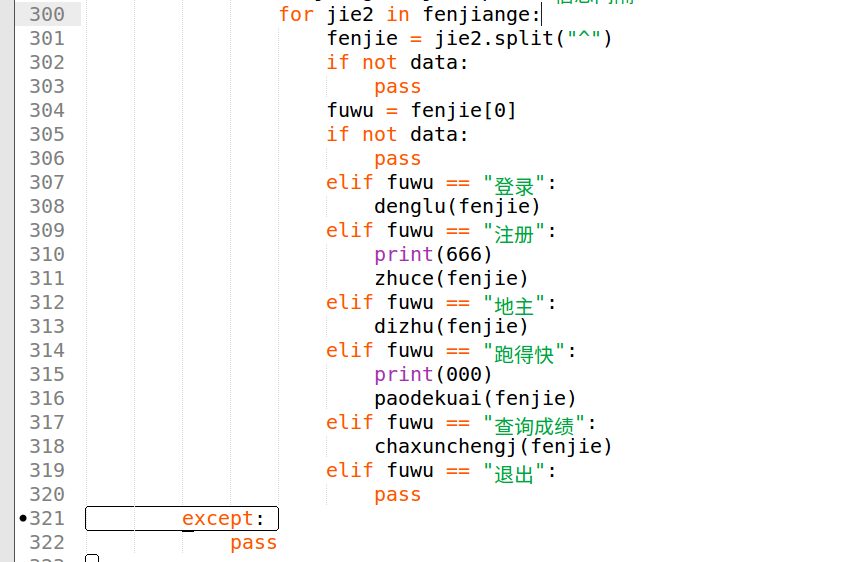 300 for jie2 in fenjiange:
301 fenjie = jie2.split("^")
302 if not data:
303 pass
304 fuwu = fenjie[0]
305 if not data:
306 pass
307 elif fuwu == "登录":
308 denglu(fenjie)
309 elif fuwu == "注册":
310 print(666)
311 zhuce(fenjie)
312 elif fuwu == "地主":
313 dizhu(fenjie)
314 elif fuwu == "跑得快":
315 print(000)
316 paodekuai(fenjie)
317 elif fuwu == "查询成绩":
318 chaxunchengj(fenjie)
319 elif fuwu == "退出":
320 pass
321 except:
322 pass